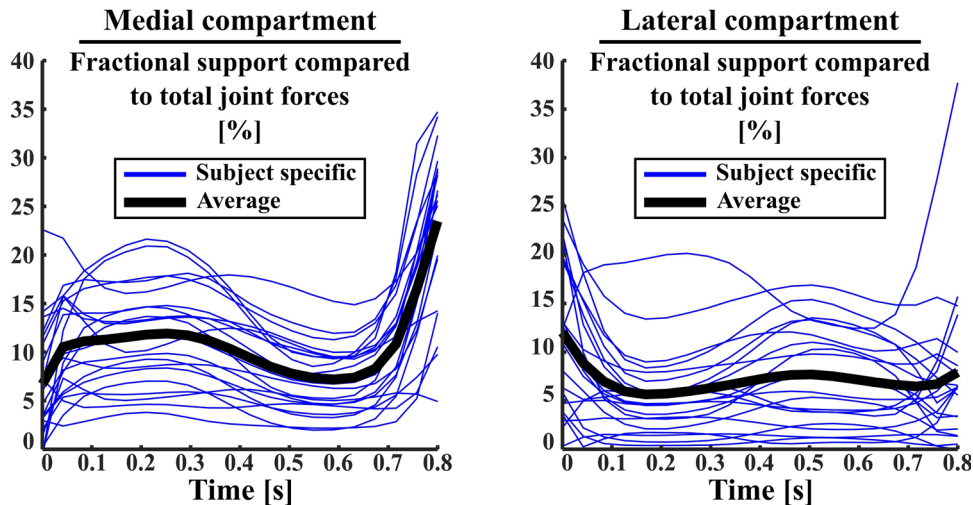 Medial compartment
Fractional support compared
to total joint forces
[%]
Subject specific
Average
40
35
30
25
20
15
10
5
0
0 0.1 0.2 0.3 0.4 0.5 0.6 0.7 0.8
Time [s]
Lateral compartment
Fractional support compared
to total joint forces
[%]
Subject specific
Average
40
35
30
25
20
15
10
5
0
0 0.1 0.2 0.3 0.4 0.5 0.6 0.7 0.8
Time [s]